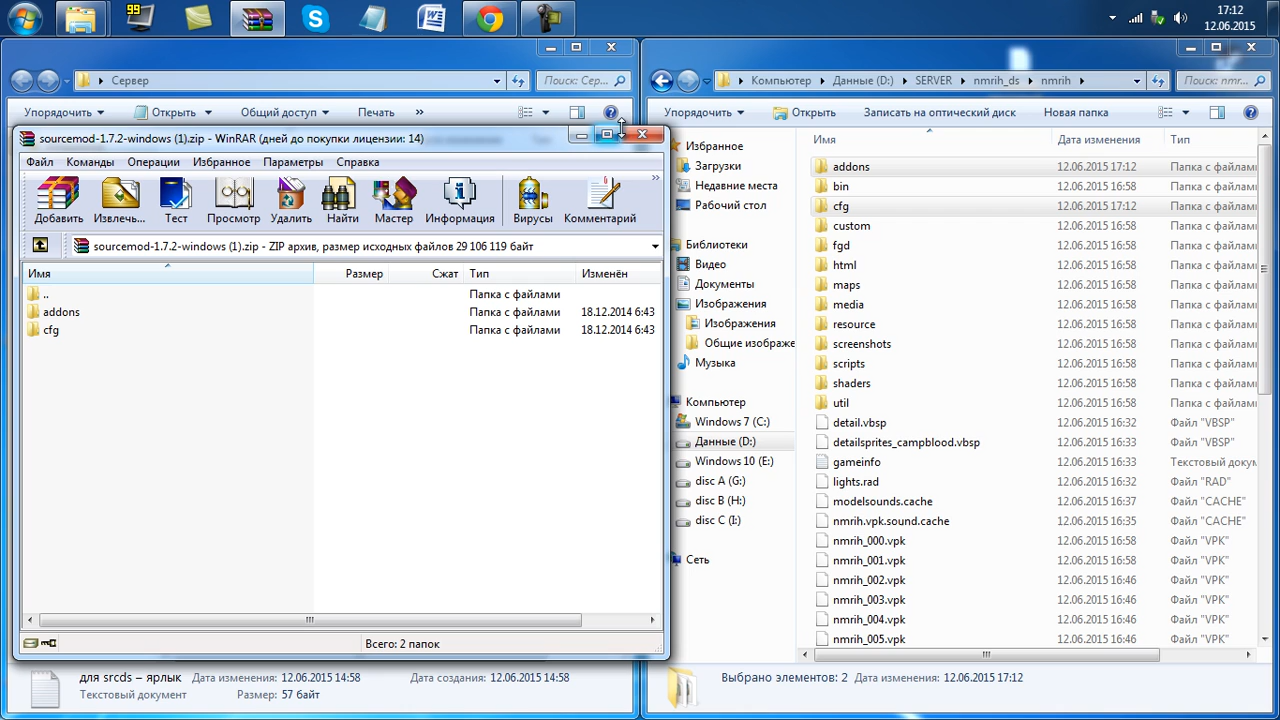 99
17:12
12.06.2015
Сервер
Поиск: Сер...
Компьютер
Данные (D:)
SERVER
nmrih_ds
nmrih
Поиск: nmr...
Упорядочить
Открыть
Общий доступ
Печать
»
Упорядочить
Открыть
Записать на оптический диск
Новая папка
sourcemod-1.7.2-windows (1).zip - WinRAR (дней до покупки лицензии: 14)
Файл Команды Операции Избранное Параметры Справка
Добавить Извлечь... Тест Просмотр Удалить Найти Мастер Информация Вирусы Комментарий
sourcemod-1.7.2-windows (1).zip - ZIP архив, размер исходных файлов 29 106 119 байт
Имя Размер Сжат Тип Изменён
.. Папка с файлами
addons Папка с файлами 18.12.2014 6:43
cfg Папка с файлами 18.12.2014 6:43
Всего: 2 папок
для srcds – ярлык Дата изменения: 12.06.2015 14:58 Дата создания: 12.06.2015 14:58
Текстовый документ Размер: 57 байт
Избранное
Загрузки
Недавние места
Рабочий стол
Библиотеки
Видео
Документы
Изображения
Изображения
Общие изображе
Музыка
Компьютер
Windows 7 (C:)
Данные (D:)
Windows 10 (E:)
disc A (G:)
disc B (H:)
disc C (I:)
Сеть
Имя Дата изменения Тип
addons 12.06.2015 17:12 Папка с файлами
bin 12.06.2015 16:58 Папка с файлами
cfg 12.06.2015 17:12 Папка с файлами
custom 12.06.2015 16:58 Папка с файлами
fgd 12.06.2015 16:58 Папка с файлами
html 12.06.2015 16:58 Папка с файлами
maps 12.06.2015 16:58 Папка с файлами
media 12.06.2015 16:58 Папка с файлами
resource 12.06.2015 16:58 Папка с файлами
screenshots 12.06.2015 16:58 Папка с файлами
scripts 12.06.2015 16:58 Папка с файлами
shaders 12.06.2015 16:58 Папка с файлами
util 12.06.2015 16:58 Папка с файлами
detail.vbsp 12.06.2015 16:32 Файл "VBSP"
detailsprites_campblood.vbsp 12.06.2015 16:33 Файл "VBSP"
gameinfo 12.06.2015 16:33 Текстовый докум
lights.rad 12.06.2015 16:32 Файл "RAD"
modelsounds.cache 12.06.2015 16:37 Файл "CACHE"
nmrih.vpk.sound.cache 12.06.2015 16:35 Файл "CACHE"
nmrih_000.vpk 12.06.2015 16:58 Файл "VPK"
nmrih_001.vpk 12.06.2015 16:58 Файл "VPK"
nmrih_002.vpk 12.06.2015 16:46 Файл "VPK"
nmrih_003.vpk 12.06.2015 16:46 Файл "VPK"
nmrih_004.vpk 12.06.2015 16:46 Файл "VPK"
nmrih_005.vpk 12.06.2015 16:46 Файл "VPK"
Выбрано элементов: 2 Дата изменения: 12.06.2015 17:12